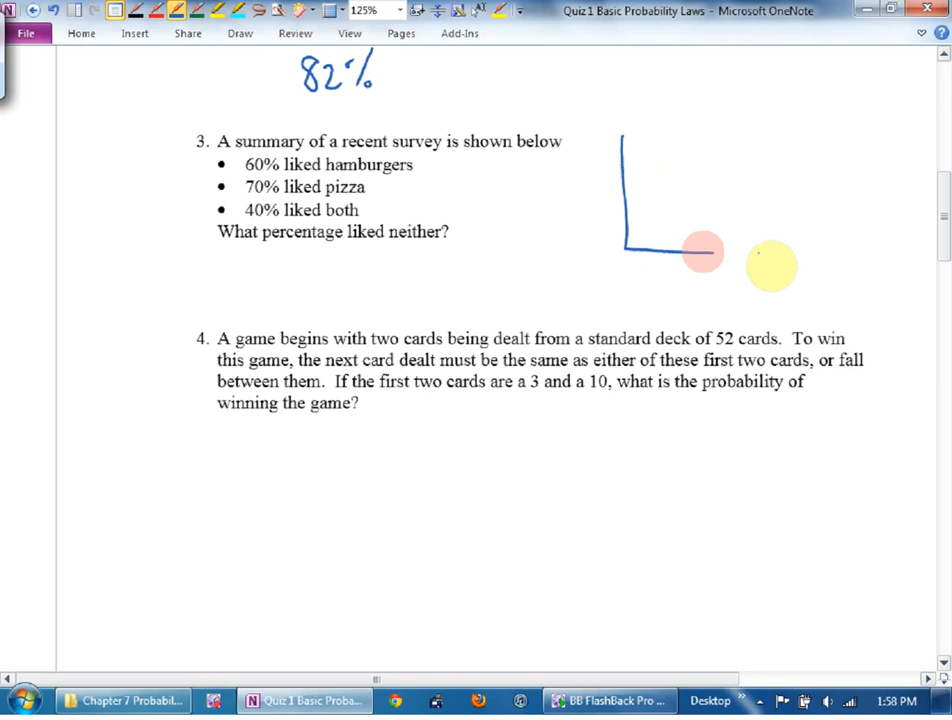 125%
Quiz 1 Basic Probability Laws - Microsoft OneNote
File Home Insert Share Draw Review View Pages Add-Ins
82%
3. A summary of a recent survey is shown below
• 60% liked hamburgers
• 70% liked pizza
• 40% liked both
What percentage liked neither?
4. A game begins with two cards being dealt from a standard deck of 52 cards. To win
this game, the next card dealt must be the same as either of these first two cards, or fall
between them. If the first two cards are a 3 and a 10, what is the probability of
winning the game?
Chapter 7 Probabil... Quiz 1 Basic Proba... BB FlashBack Pro ... Desktop 1:58 PM